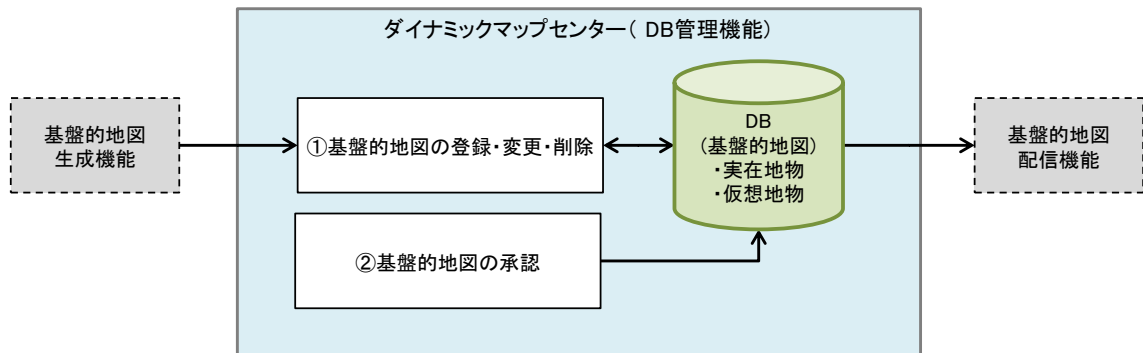 ダイナミックマップセンター( DB管理機能)
基盤的地図
生成機能
①基盤的地図の登録・変更・削除
DB
(基盤的地図)
・実在地物
・仮想地物
基盤的地図
配信機能
②基盤的地図の承認